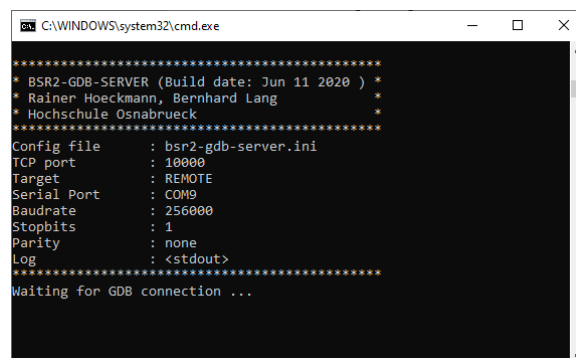 C:\WINDOWS\system32\cmd.exe
************************************************
* BSR2-GDB-SERVER (Build date: Jun 11 2020 ) *
* Rainer Hoeckmann, Bernhard Lang *
* Hochschule Osnabrueck *
************************************************
Config file : bsr2-gdb-server.ini
TCP port : 10000
Target : REMOTE
Serial Port : COM9
Baudrate : 256000
Stopbits : 1
Parity : none
Log : <stdout>
************************************************
Waiting for GDB connection ...